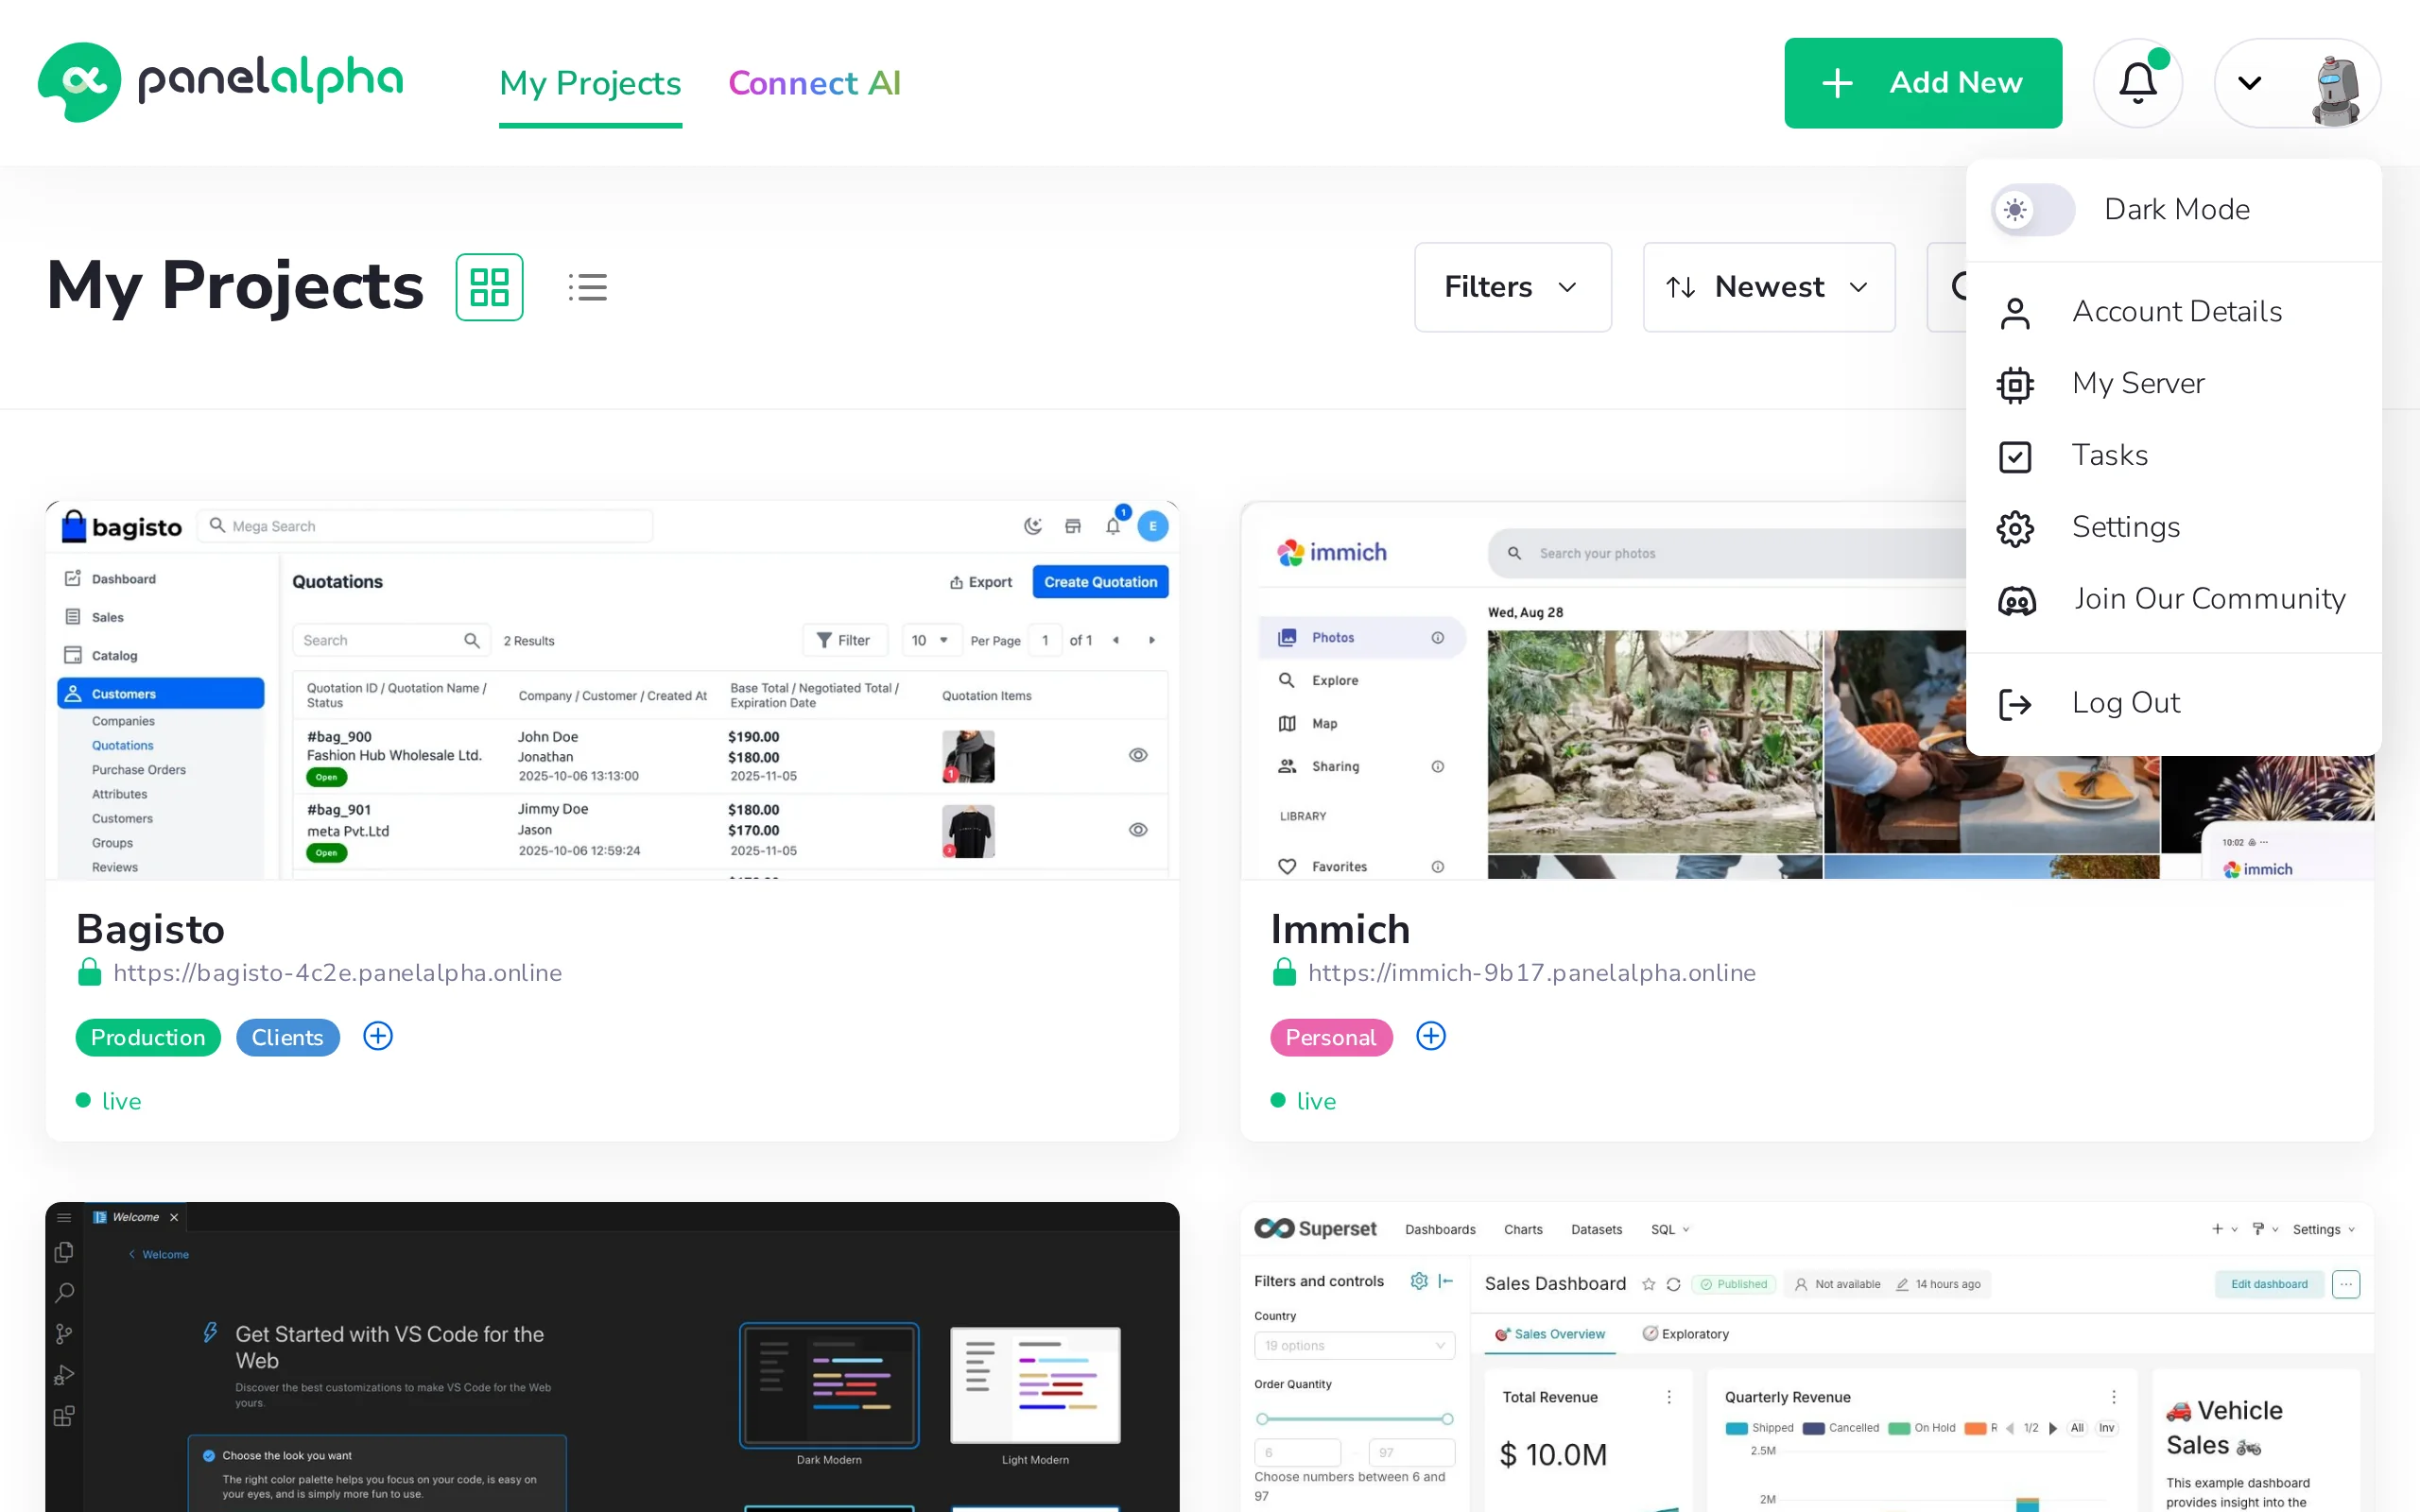 panelalpha
My Projects
Connect AI
Add New
Dark Mode
Account Details
My Server
Tasks
Settings
Join Our Community
Log Out
My Projects
Filters
Newest
bagisto
Mega Search
1
E
Dashboard
Sales
Catalog
Customers
Companies
Quotations
Purchase Orders
Attributes
Customers
Groups
Reviews
Quotations
Export
Create Quotation
Search
2 Results
Filter
10
Per Page
1
of 1
Quotation ID / Quotation Name /
Status
Company / Customer / Created At
Base Total / Negotiated Total /
Expiration Date
Quotation Items
#bag_900
Fashion Hub Wholesale Ltd.
Open
John Doe
Jonathan
2025-10-06 13:13:00
$190.00
$180.00
2025-11-05
1
#bag_901
meta Pvt.Ltd
Open
Jimmy Doe
Jason
2025-10-06 12:59:24
$180.00
$170.00
2025-11-05
Bagisto
https://bagisto-4c2e.panelalpha.online
Production
Clients
live
immich
Search your photos
Photos
Explore
Map
Sharing
LIBRARY
Favorites
Wed, Aug 28
10:02
immich
Immich
https://immich-9b17.panelalpha.online
Personal
live
Welcome
Welcome
Get Started with VS Code for the
Web
Discover the best customizations to make VS Code for the Web
yours.
Choose the look you want
The right color palette helps you focus on your code, is easy on
your eyes, and is simply more fun to use.
Dark Modern
Light Modern
Superset
Dashboards
Charts
Datasets
SQL
Settings
Filters and controls
Country
19 options
Order Quantity
6
97
Choose numbers between 6 and
97
Sales Dashboard
Published
Not available
14 hours ago
Edit dashboard
Sales Overview
Exploratory
Total Revenue
$ 10.0M
Quarterly Revenue
Shipped
Cancelled
On Hold
R
1/2
All
Inv
2.5M
2M
Vehicle
Sales
This example dashboard
provides insight into the